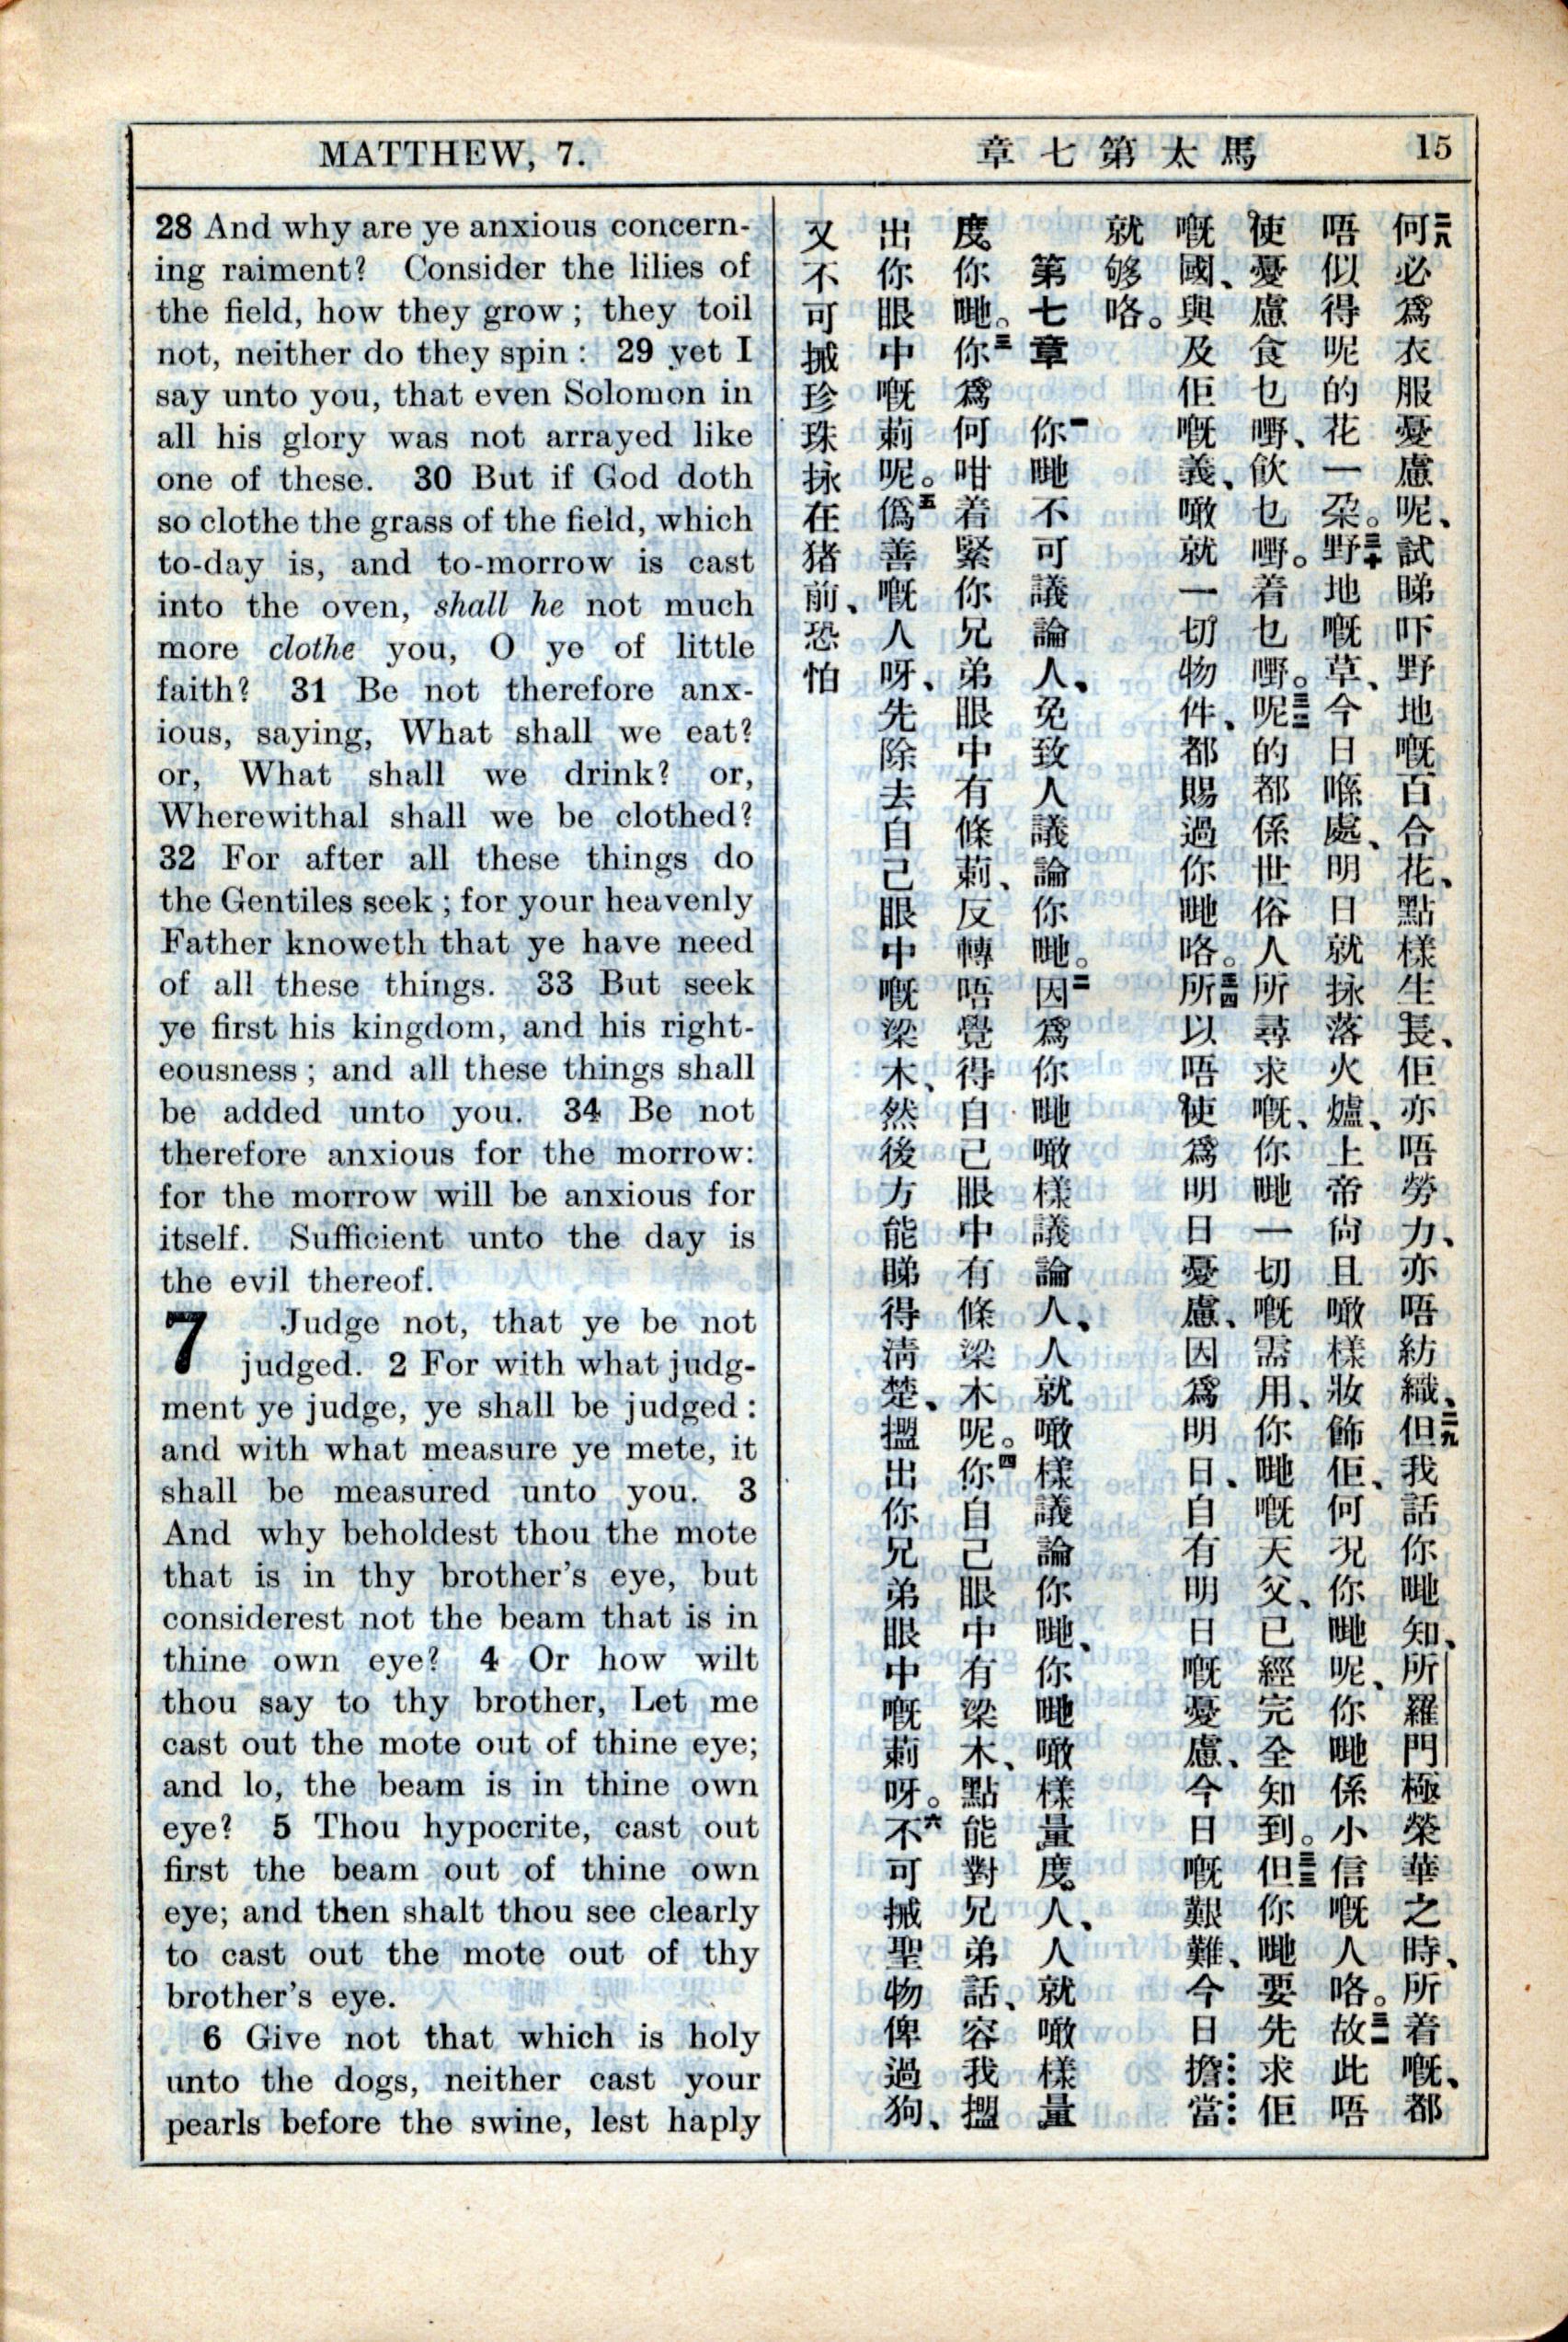 MATTHEW, 7.
章七第太馬
15
28 And why are ye anxious concern-
ing raiment? Consider the lilies of
the field, how they grow; they toil
not, neither do they spin: 29 yet I
say unto you, that even Solomon in
all his glory was not arrayed like
one of these. 30 But if God doth
so clothe the grass of the field, which
to-day is, and to-morrow is cast
into the oven, shall he not much
more clothe you, O ye of little
faith? 31 Be not therefore anx-
ious, saying, What shall we eat?
or, What shall we drink? or,
Wherewithal shall we be clothed?
32 For after all these things do
the Gentiles seek; for your heavenly
Father knoweth that ye have need
of all these things. 33 But seek
ye first his kingdom, and his right-
eousness; and all these things shall
be added unto you. 34 Be not
therefore anxious for the morrow:
for the morrow will be anxious for
itself. Sufficient unto the day is
the evil thereof.
7 Judge not, that ye be not
judged. 2 For with what judg-
ment ye judge, ye shall be judged:
and with what measure ye mete, it
shall be measured unto you. 3
And why beholdest thou the mote
that is in thy brother's eye, but
considerest not the beam that is in
thine own eye? 4 Or how wilt
thou say to thy brother, Let me
cast out the mote out of thine eye;
and lo, the beam is in thine own
eye? 5 Thou hypocrite, cast out
first the beam out of thine own
eye; and then shalt thou see clearly
to cast out the mote out of thy
brother's eye.
6 Give not that which is holy
unto the dogs, neither cast your
pearls before the swine, lest haply
二八何必爲衣服憂慮呢、試睇吓野地嘅百合花、點樣生長、佢亦唔勞力、亦唔紡織、二九但我話你哋知、所羅門極榮華之時、所着嘅、都
唔似得呢的花一朶。三十野地嘅草、今日喺處、明日就捈落火爐、上帝尙且噉樣妝飾佢、何况你哋呢、你哋係小信嘅人咯。三一故此唔
使憂慮食乜嘢、飲乜嘢。着乜嘢。三二呢的都係世俗人所尋求嘅、你哋一切嘅需用、你哋嘅天父、已經完全知到。三三但你哋要先求佢
嘅國、與及佢嘅義、噉就一切物件、都賜過你哋咯。三四所以唔使爲明日憂慮、因爲明日、自有明日嘅憂慮、今日嘅艱難、今日擔當
就够咯。
第七章 一你哋不可議論人、免致人議論你哋。二因爲你哋噉樣議論人、人就噉樣議論你哋、你哋噉樣量度人、人就噉樣量
度你哋。三你爲何咁着緊你兄弟眼中有條莿、反轉唔覺得自己眼中有條梁木呢。四你自己眼中有梁木、點能對兄弟話、容我搵
出你眼中嘅莿呢。五僞善嘅人呀、先除去自己眼中嘅梁木、然後方能睇得淸楚、搵出你兄弟眼中嘅莿呀。六不可搣聖物俾過狗、
又不可搣珍珠捈在猪前、恐怕